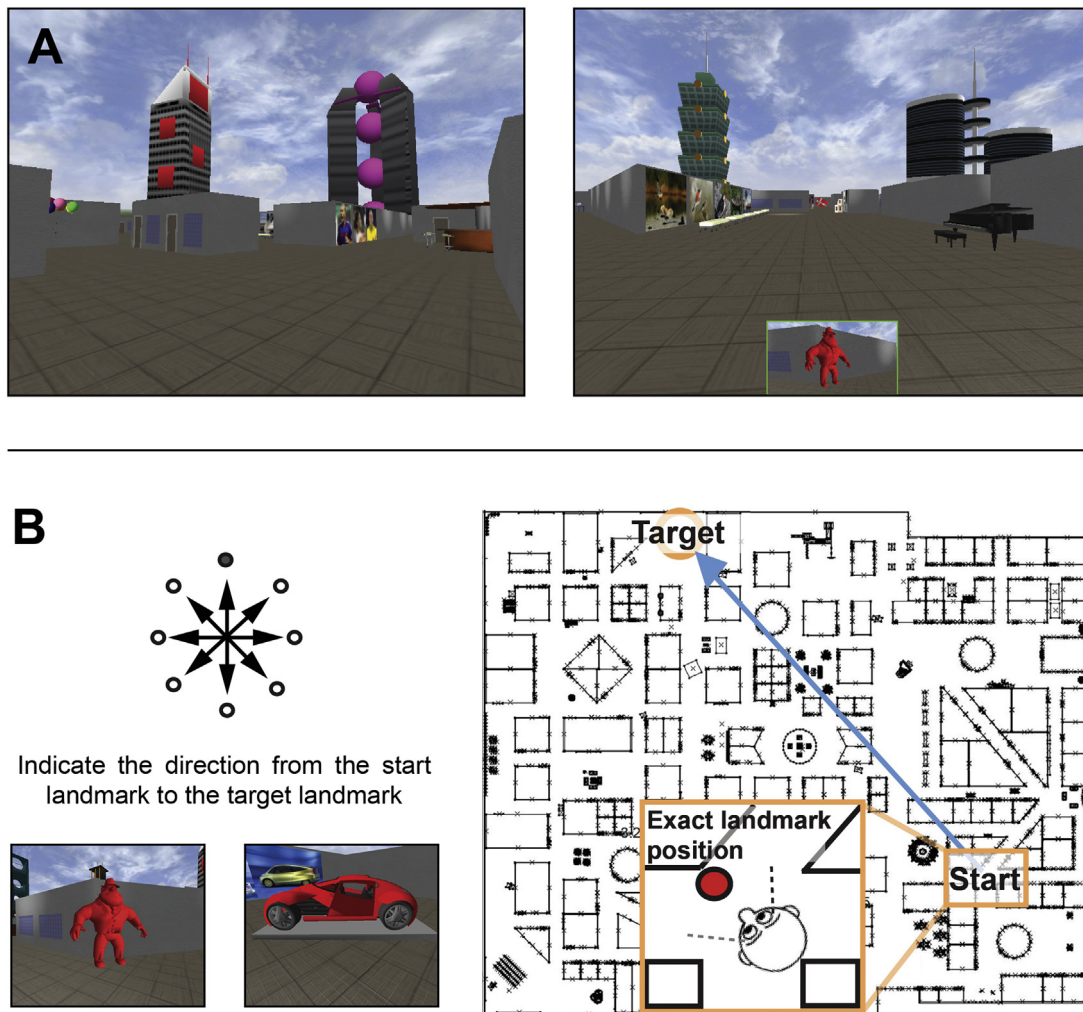 A
B
Indicate the direction from the start
landmark to the target landmark
Target
Exact landmark
position
Start